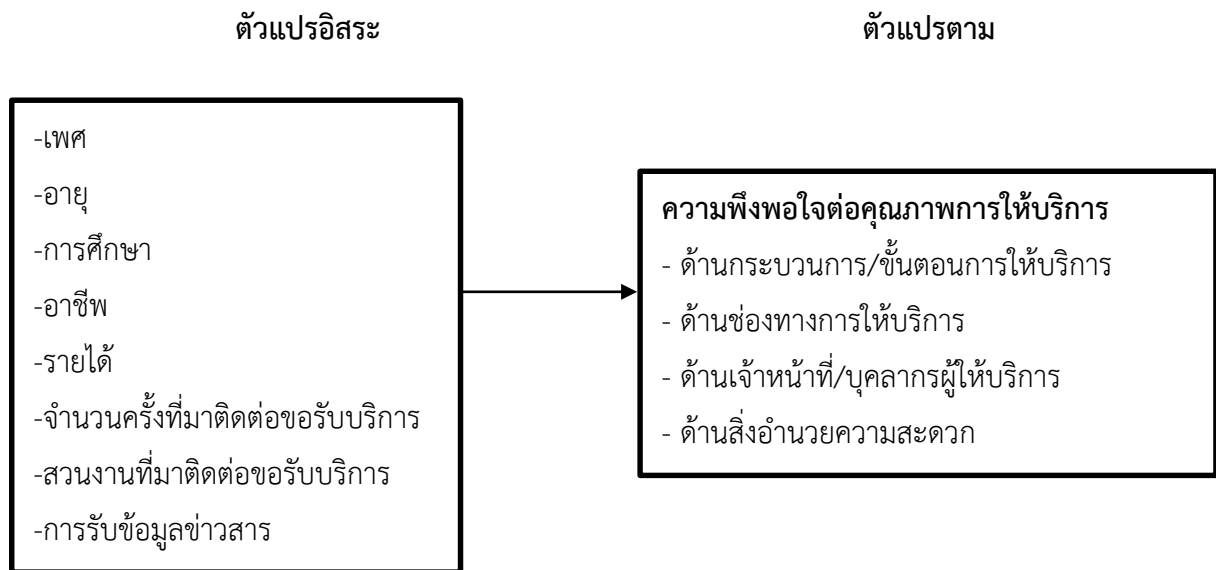 ตัวแปรอิสระ
ตัวแปรตาม
-เพศ
-อายุ
-การศึกษา
-อาชีพ
-รายได้
-จำนวนครั้งที่มาติดต่อขอรับบริการ
-สวนงานที่มาติดต่อขอรับบริการ
-การรับข้อมูลข่าวสาร
ความพึงพอใจต่อคุณภาพการให้บริการ
- ด้านกระบวนการ/ขั้นตอนการให้บริการ
- ด้านช่องทางการให้บริการ
- ด้านเจ้าหน้าที่/บุคลากรผู้ให้บริการ
- ด้านสิ่งอำนวยความสะดวก